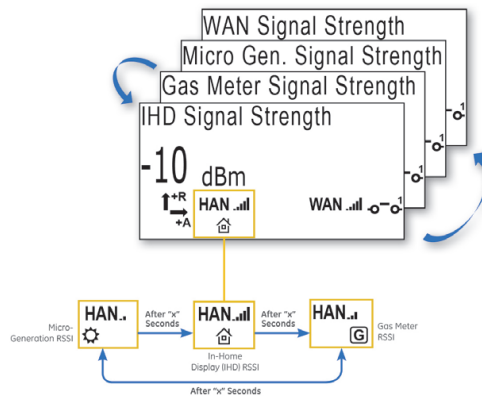 WAN Signal Strength
Micro Gen. Signal Strength
Gas Meter Signal Strength
IHD Signal Strength
1
1
1
-10 dBm
+R
+A
HAN
WAN
1
HAN
After "x"
Seconds
HAN
After "x"
Seconds
HAN
G
Micro-
Generation RSSI
In-Home
Display (IHD) RSSI
Gas Meter
RSSI
After "x" Seconds